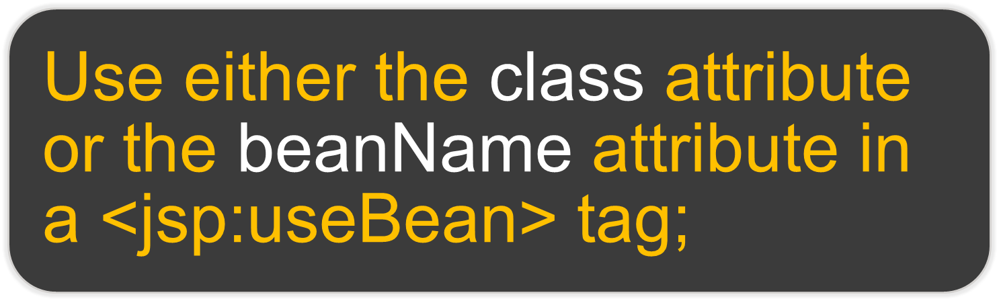 Use either the class attribute
or the beanName attribute in
a <jsp:useBean> tag;